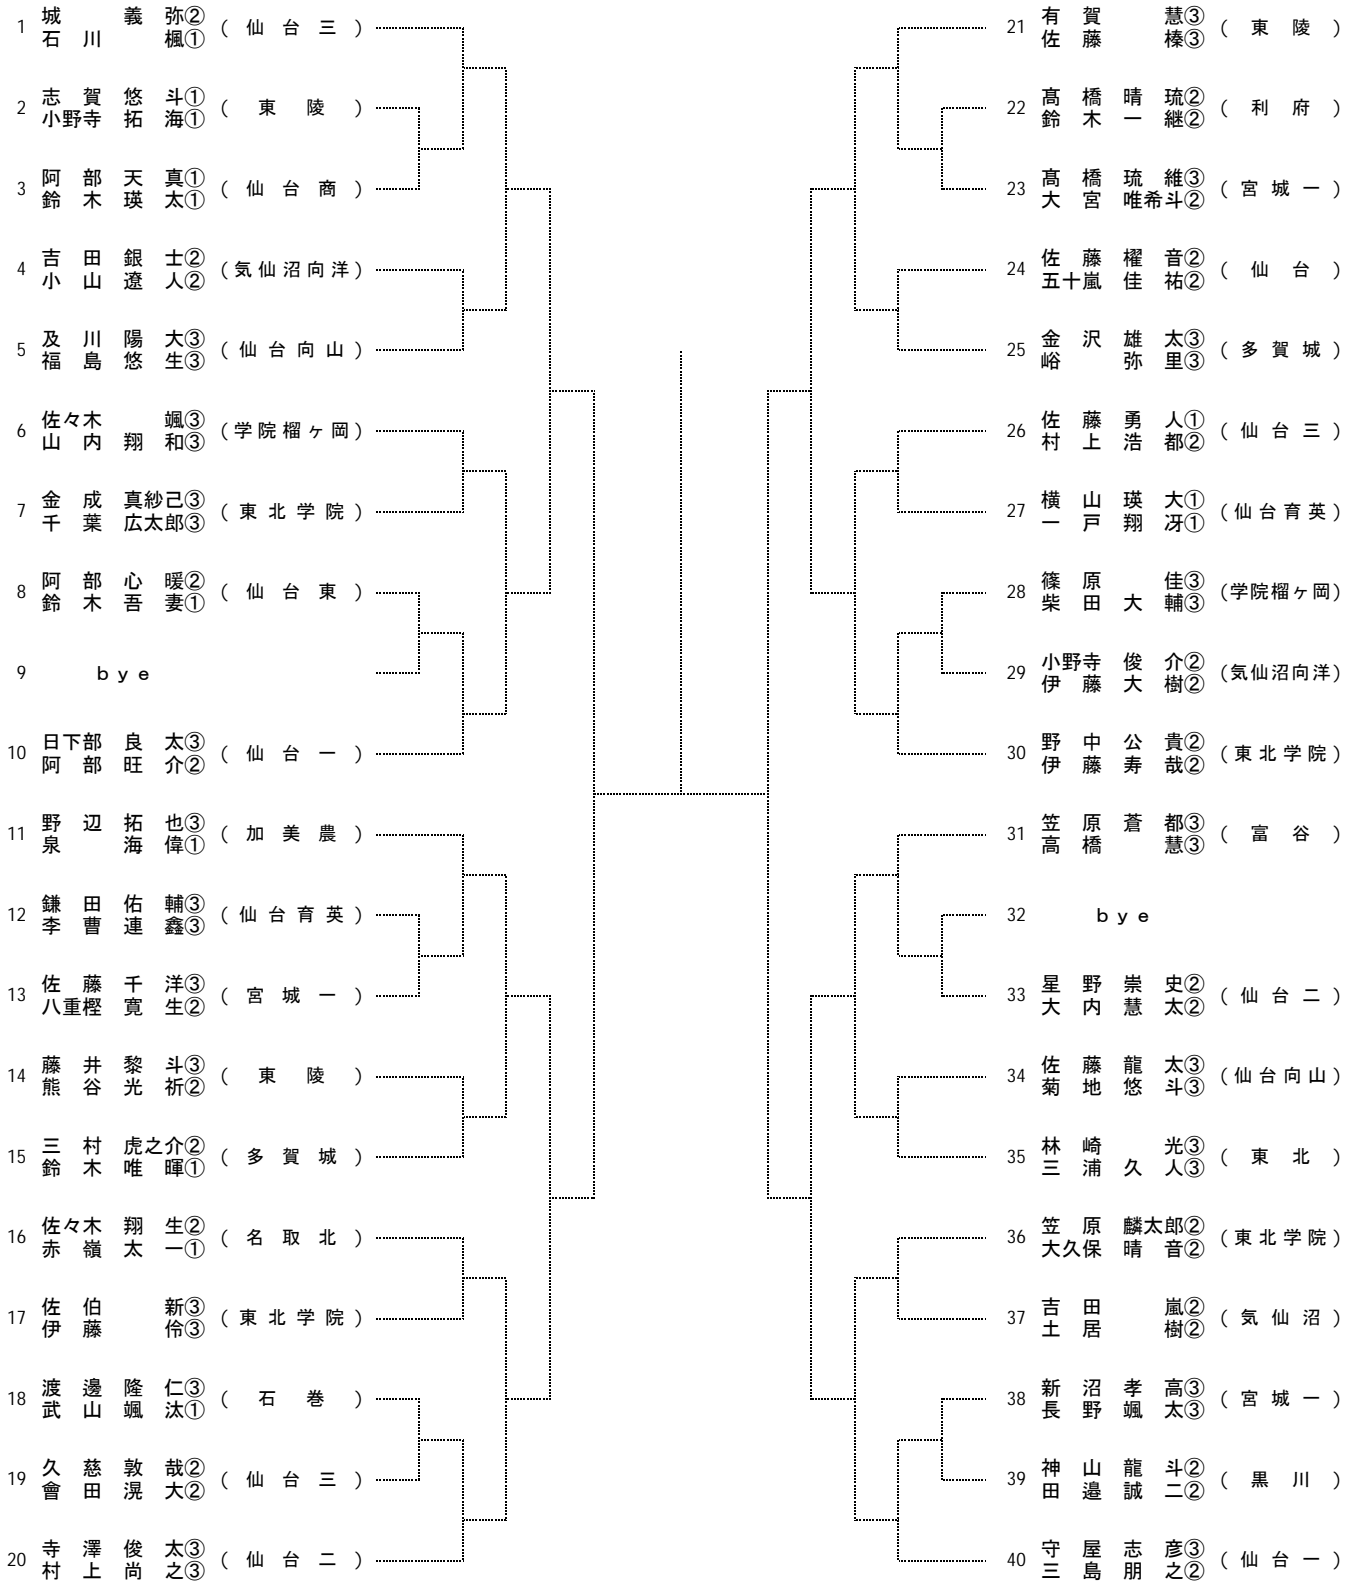 1 城 義 弥② ( 仙 台 三 )
石 川 楓①
2 志 賀 悠 斗① ( 東 陵 )
小野寺 拓 海①
3 阿 部 天 真① ( 仙 台 商 )
鈴 木 瑛 太①
4 吉 田 銀 士② ( 気仙沼向洋 )
小 山 遼 人②
5 及 川 陽 大③ ( 仙 台 向 山 )
福 島 悠 生③
6 佐々木 颯③ ( 学院榴ヶ岡 )
山 内 翔 和③
7 金 成 真紗己③ ( 東 北 学 院 )
千 葉 広太郎③
8 阿 部 心 暖② ( 仙 台 東 )
鈴 木 吾 妻①
9 ｂｙｅ
10 日下部 良 太③ ( 仙 台 一 )
阿 部 旺 介②
11 野 辺 拓 也③ ( 加 美 農 )
泉 海 偉①
12 鎌 田 佑 輔③ ( 仙 台 育 英 )
李 曹 連 鑫③
13 佐 藤 千 洋③ ( 宮 城 一 )
八重樫 寛 生②
14 藤 井 黎 斗③ ( 東 陵 )
熊 谷 光 祈②
15 三 村 虎之介② ( 多 賀 城 )
鈴 木 唯 暉①
16 佐々木 翔 生② ( 名 取 北 )
赤 嶺 太 一①
17 佐 伯 新③ ( 東 北 学 院 )
伊 藤 伶③
18 渡 邊 隆 仁③ ( 石 巻 )
武 山 颯 汰①
19 久 慈 敦 哉② ( 仙 台 三 )
會 田 滉 大②
20 寺 澤 俊 太③ ( 仙 台 二 )
村 上 尚 之③
21 有 賀 慧③ ( 東 陵 )
佐 藤 榛③
22 髙 橋 晴 琉② ( 利 府 )
鈴 木 一 継②
23 髙 橋 琉 維③ ( 宮 城 一 )
大 宮 唯希斗②
24 佐 藤 櫂 音② ( 仙 台 )
五十嵐 佳 祐②
25 金 沢 雄 太③ ( 多 賀 城 )
峪 弥 里③
26 佐 藤 勇 人① ( 仙 台 三 )
村 上 浩 都②
27 横 山 瑛 大① ( 仙 台 育 英 )
一 戸 翔 冴①
28 篠 原 佳③ ( 学院榴ヶ岡 )
柴 田 大 輔③
29 小野寺 俊 介② ( 気仙沼向洋 )
伊 藤 大 樹②
30 野 中 公 貴② ( 東 北 学 院 )
伊 藤 寿 哉②
31 笠 原 蒼 都③ ( 富 谷 )
高 橋 慧③
32 ｂｙｅ
33 星 野 崇 史② ( 仙 台 二 )
大 内 慧 太②
34 佐 藤 龍 太③ ( 仙 台 向 山 )
菊 地 悠 斗③
35 林 崎 光③ ( 東 北 )
三 浦 久 人③
36 笠 原 麟太郎② ( 東 北 学 院 )
大久保 晴 音②
37 吉 田 嵐② ( 気 仙 沼 )
土 居 樹②
38 新 沼 孝 高③ ( 宮 城 一 )
長 野 颯 太③
39 神 山 龍 斗② ( 黒 川 )
田 邉 誠 二②
40 守 屋 志 彦③ ( 仙 台 一 )
三 島 朋 之②